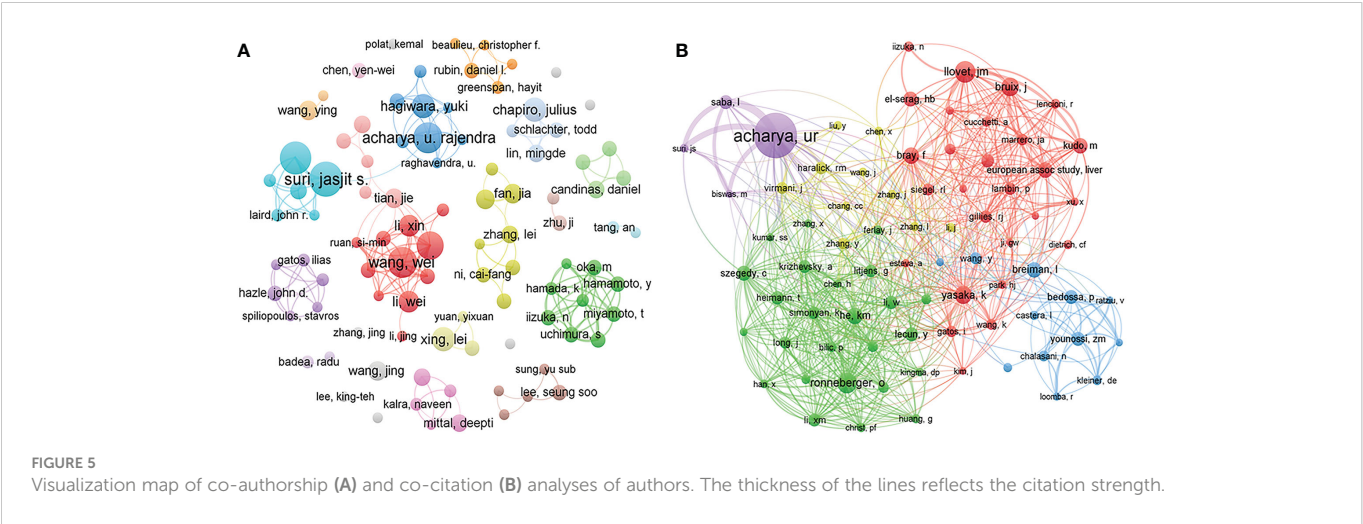 A
polat, kemal
beaulieu, christopher f.
chen, yen-wei
rubin, daniel l.
greenspan, hayit
wang, ying
hagiwara, yuki
chapiro, julius
acharya, u. rajendra
schlachter, todd
lin, mingde
raghavendra, u.
suri, jasjit s.
candinas, daniel
tian, jie
fan, jia
laird, john r.
li, xin
zhu, ji
tang, an
ruan, si-min
zhang, lei
wang, wei
gatos, ilias
oka, m
ni, cai-fang
hamada, k
hamamoto, y
hazle, john d.
li, wei
spiliopoulos, stavros
iizuka, n
miyamoto, t
yuan, yixuan
zhang, jing
li, jing
xing, lei
uchimura, s
badea, radu
wang, jing
sung, yu sub
lee, king-teh
kalra, naveen
lee, seung soo
mittal, deepti
B
iizuka, n
llovet, jm
bruix, j
saba, l
el-serag, hb
lencioni, r
acharya, ur
liu, y
chen, x
cucchetti, a
marrero, ja
suri, js
bray, f
kudo, m
haralick, rm
wang, j
european assoc study, liver
biswas, m
virmani, j
zhang, j
siegel, rl
lambin, p
chang, cc
xu, x
gillies, rj
zhang, x
ferlay, j
zhang, l
li, j
kumar, ss
zhang, y
ji, gw
dietrich, cf
szegedy, c
krizhevsky, a
litjens, g
esteva, a
wang, y
breiman, l
chen, h
park, hj
heimann, t
yasaka, k
bedossa, p
ratziu, v
li, w
simonyan, k
he, km
castera, l
lecun, y
gatos, i
wang, k
long, j
bilic, p
younossi, zm
chalasani, n
han, x
ronneberger, o
kingma, dp
kim, j
kleiner, de
loomba, r
li, xm
christ, pf
huang, g
FIGURE 5
Visualization map of co-authorship (A) and co-citation (B) analyses of authors. The thickness of the lines reflects the citation strength.